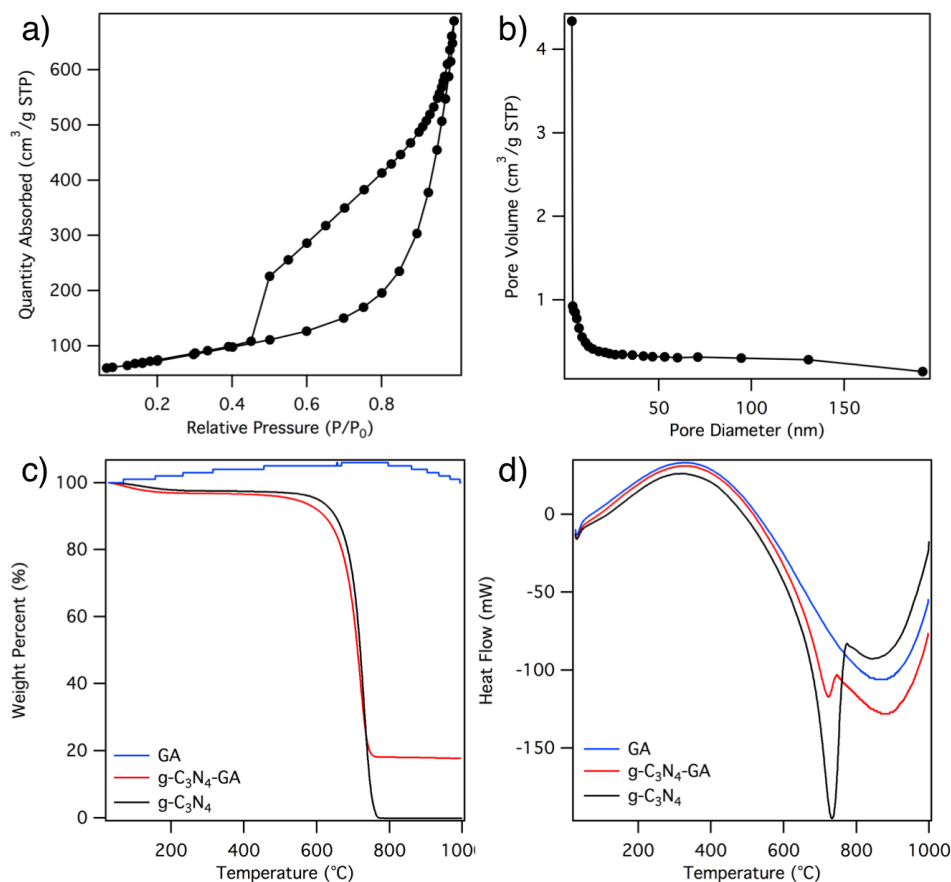 a)
600
500
400
300
200
100
Quantity Absorbed (cm³/g STP)
0.2
0.4
0.6
0.8
Relative Pressure (P/P₀)
b)
4
3
2
1
Pore Volume (cm³/g STP)
50
100
150
Pore Diameter (nm)
c)
100
80
60
40
20
0
Weight Percent (%)
GA
g-C₃N₄-GA
g-C₃N₄
200
400
600
800
1000
Temperature (°C)
d)
0
-50
-100
-150
Heat Flow (mW)
GA
g-C₃N₄-GA
g-C₃N₄
200
400
600
800
1000
Temperature (°C)